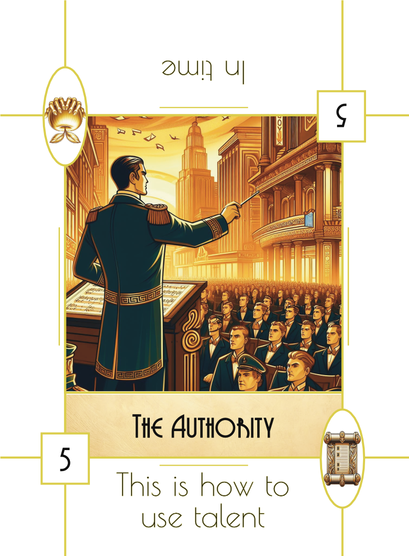 In time
5
The Authority
5
This is how to
use talent